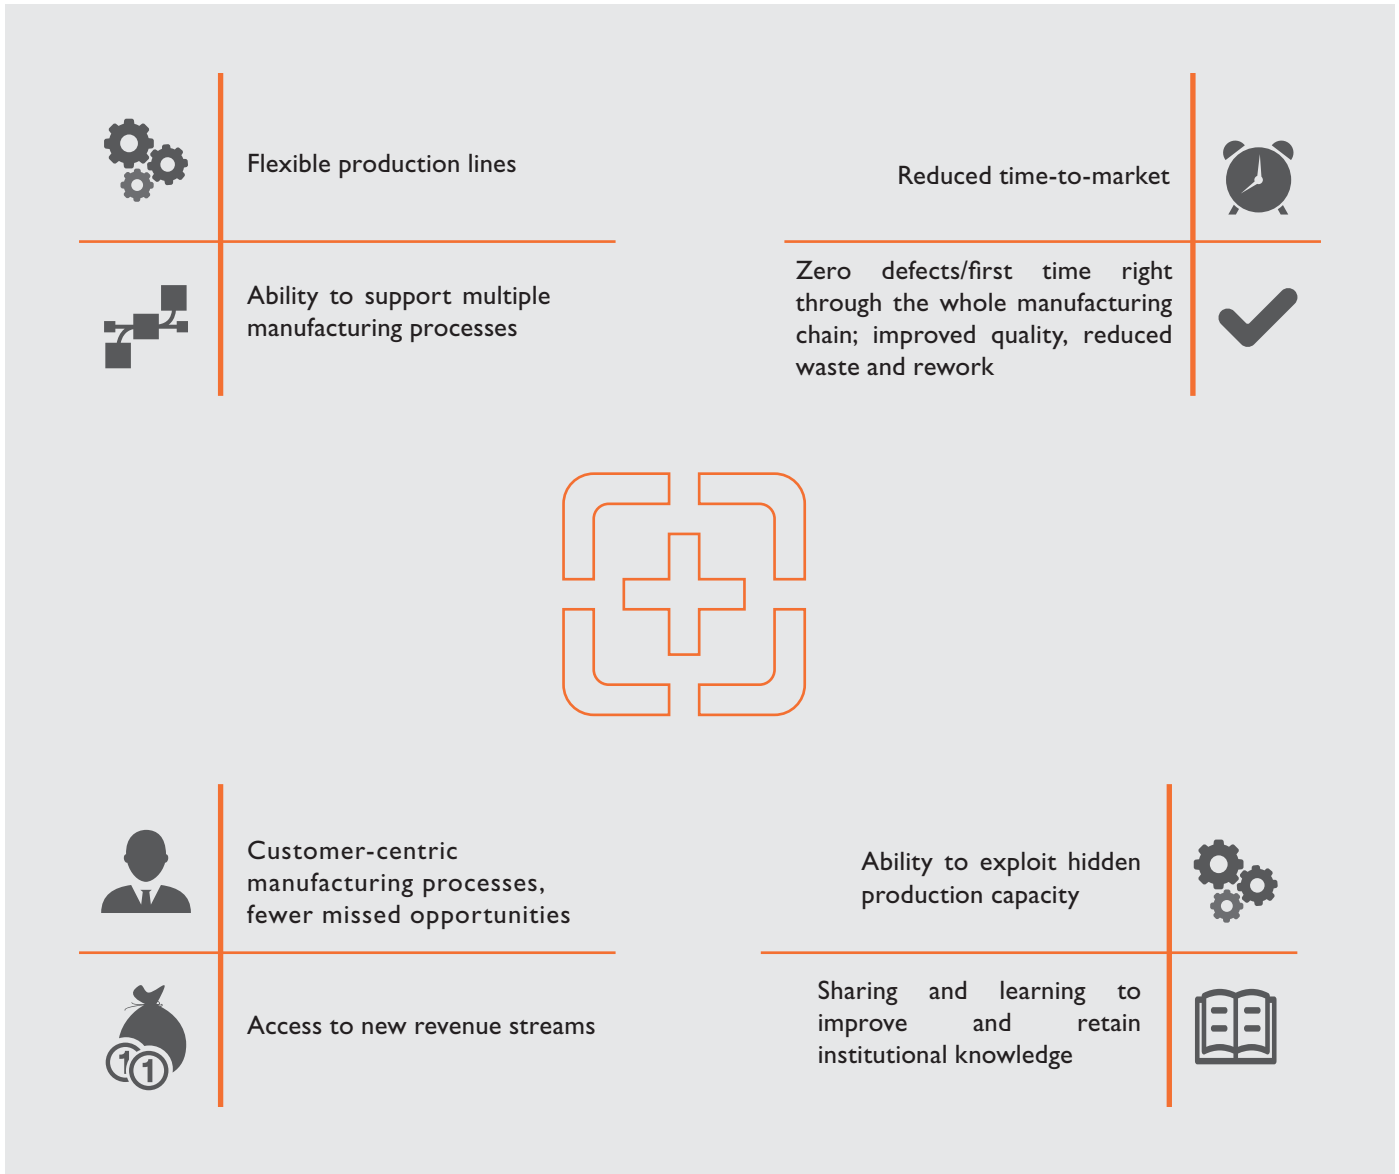 Flexible production lines
Ability to support multiple
manufacturing processes
Reduced time-to-market
Zero defects/first time right
through the whole manufacturing
chain; improved quality, reduced
waste and rework
Customer-centric
manufacturing processes,
fewer missed opportunities
Access to new revenue streams
1
1
Ability to exploit hidden
production capacity
Sharing and learning to
improve and retain
institutional knowledge